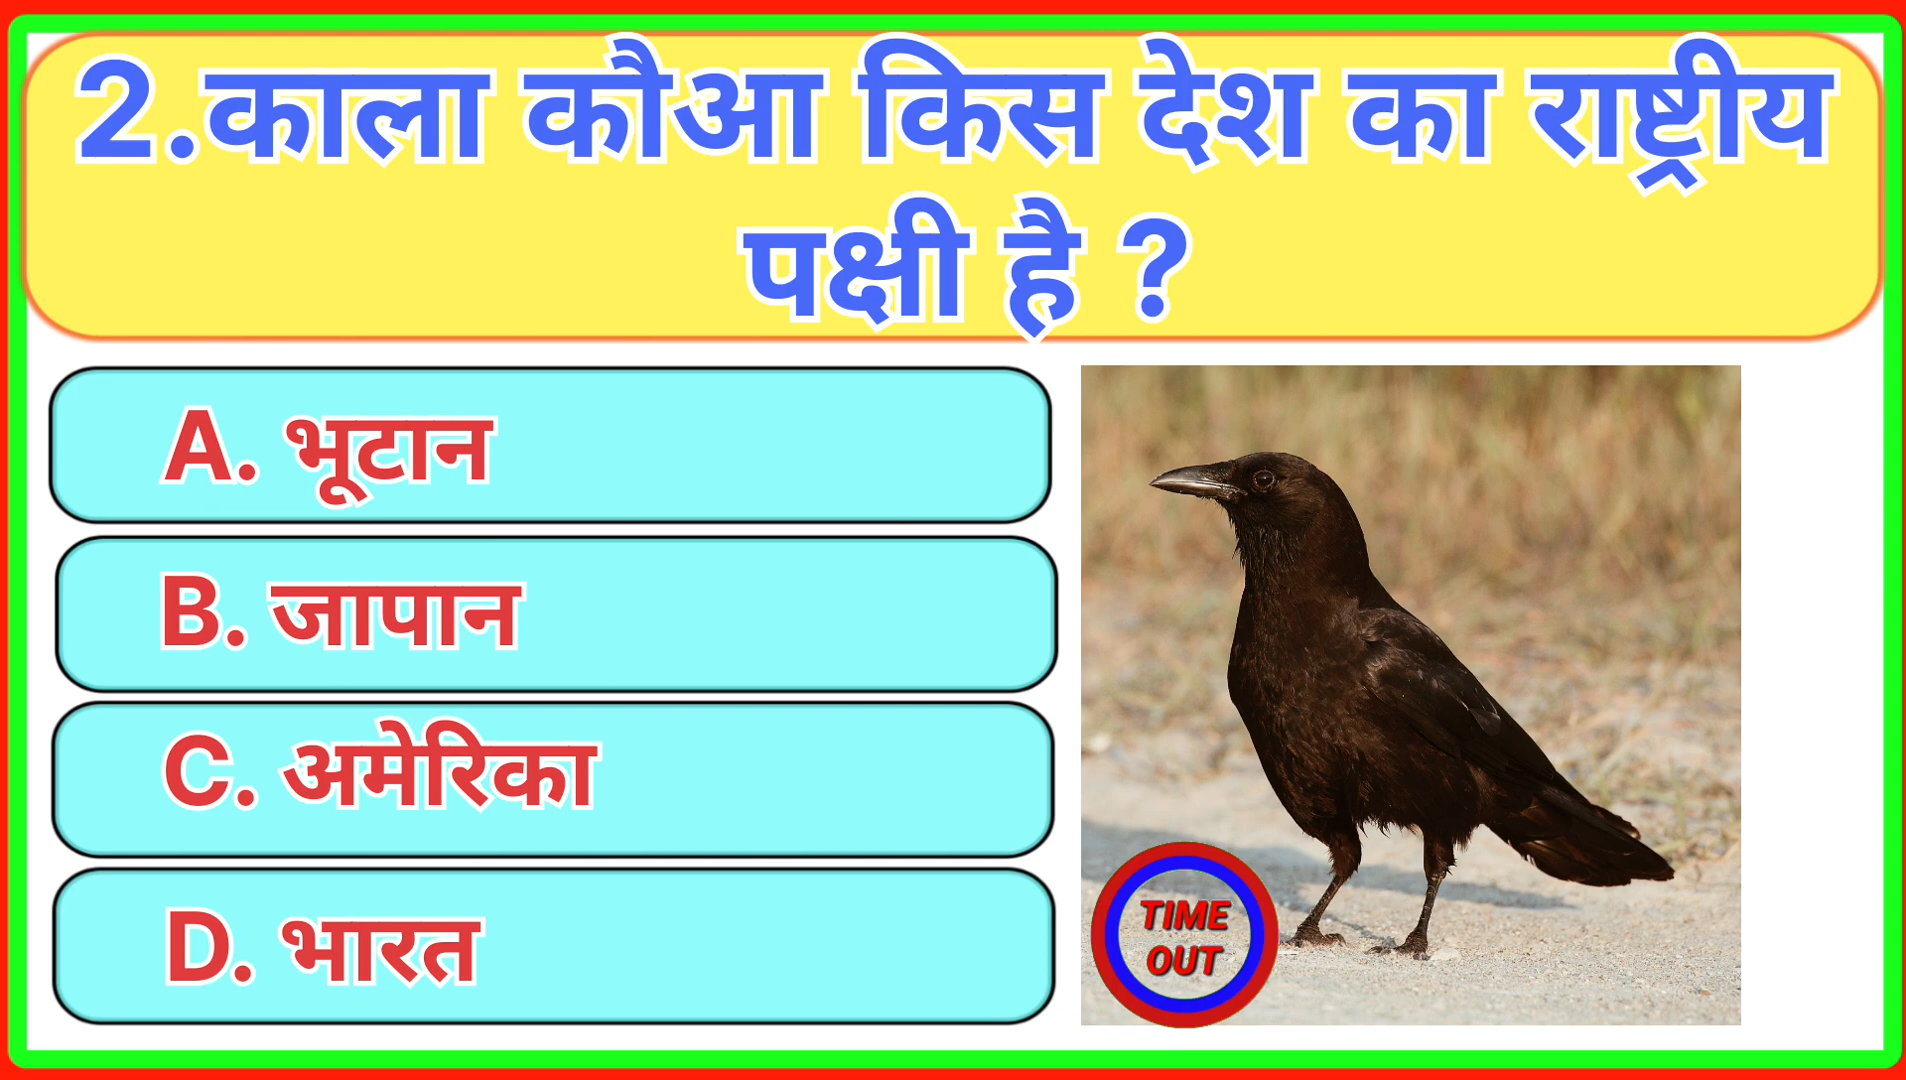 2.काला कौआ किस देश का राष्ट्रीय
पक्षी है ?
A. भूटान
B. जापान
C. अमेरिका
D. भारत
TIME
OUT